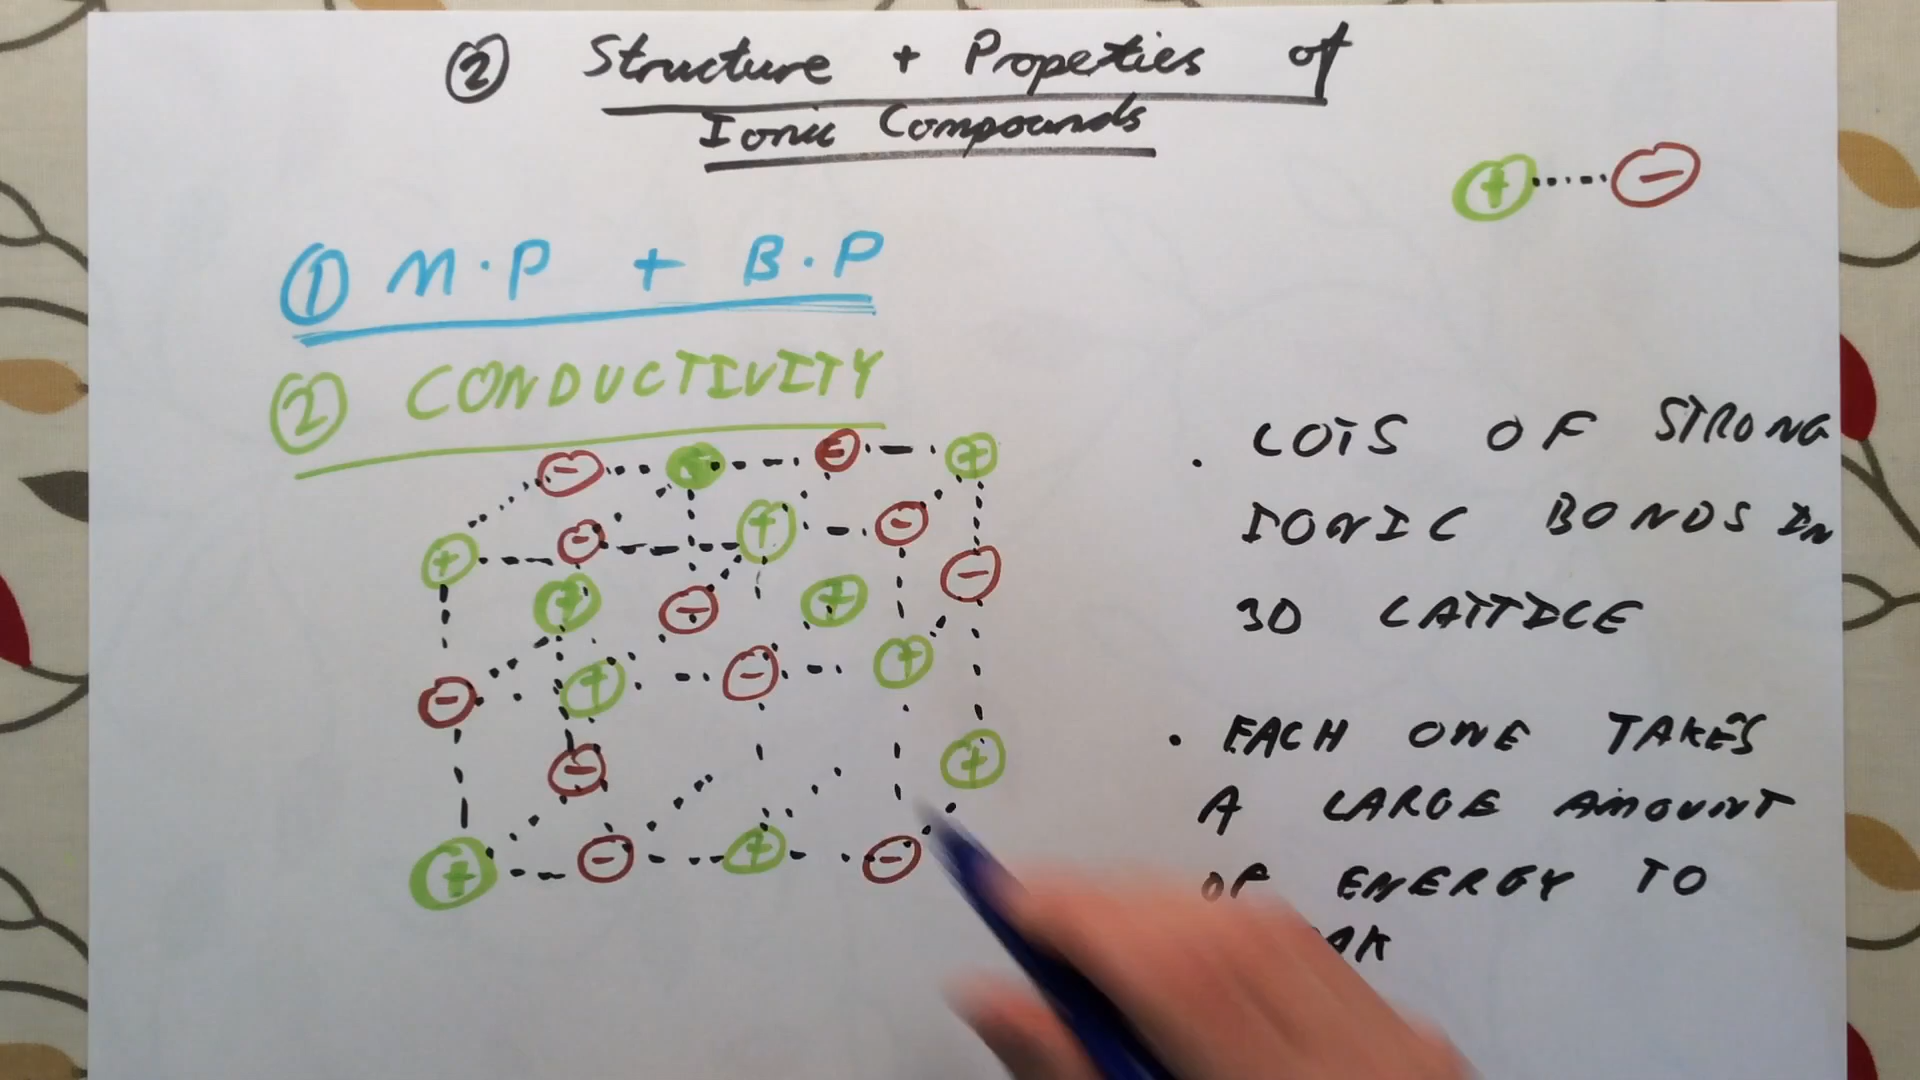 ② Structure + Properties of
Ionic Compounds
① M.P + B.P
② CONDUCTIVITY
. LOTS OF STRONG
IONIC BONDS IN
3D LATTICE
. EACH ONE TAKES
A LARGE AMOUNT
OF ENERGY TO